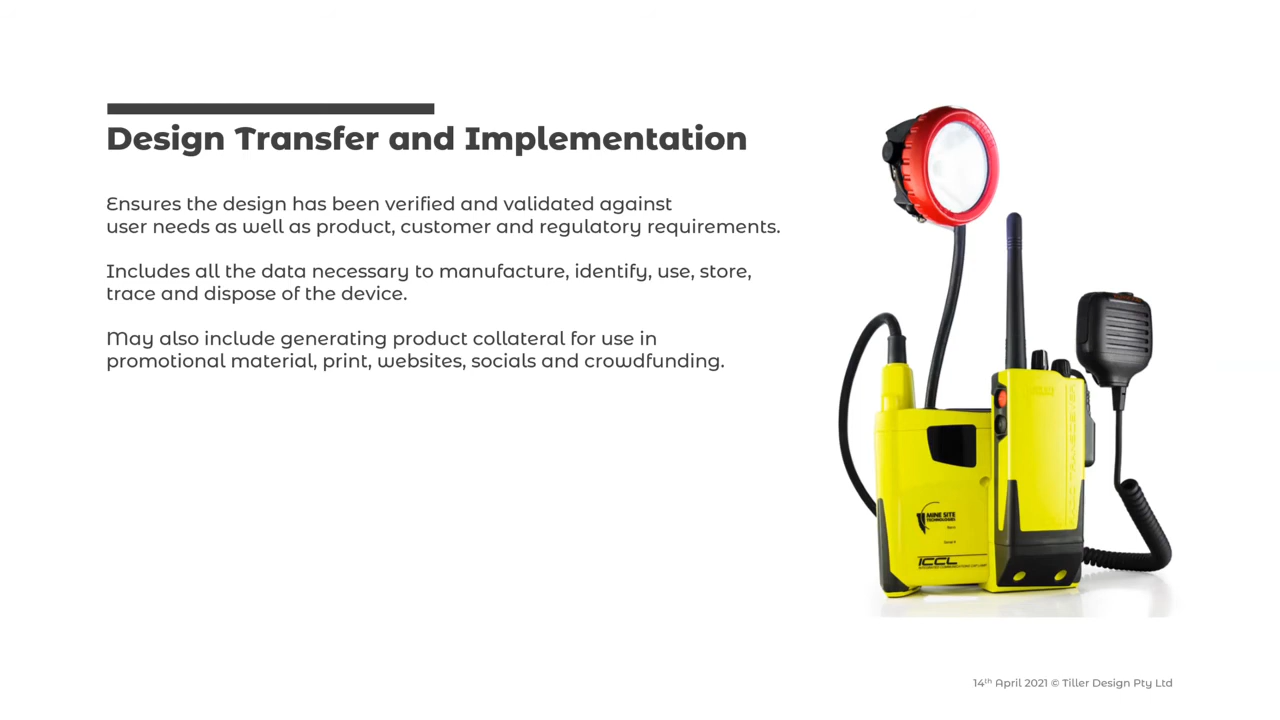 Design Transfer and Implementation
Ensures the design has been verified and validated against
user needs as well as product, customer and regulatory requirements.
Includes all the data necessary to manufacture, identify, use, store,
trace and dispose of the device.
May also include generating product collateral for use in
promotional material, print, websites, socials and crowdfunding.
MINE SITE
TECHNOLOGIES
ICCL
14th April 2021 © Tiller Design Pty Ltd